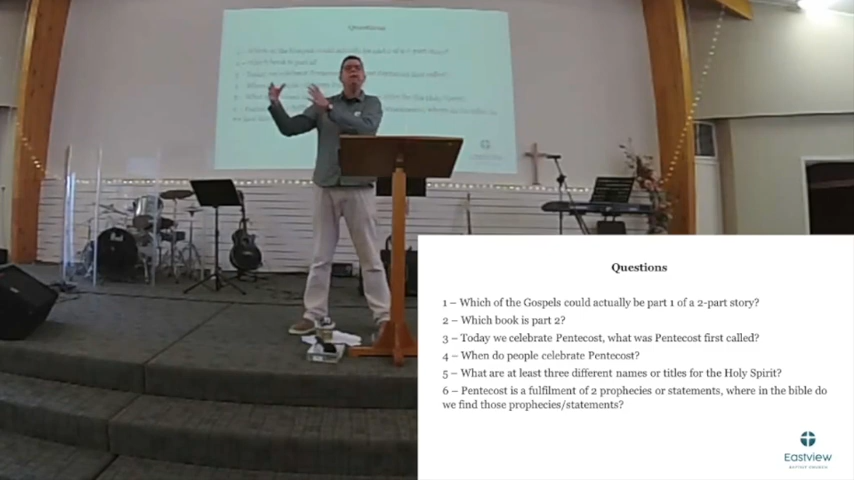 Questions
Questions
1 – Which of the Gospels could actually be part 1 of a 2-part story?
2 – Which book is part 2?
3 – Today we celebrate Pentecost, what was Pentecost first called?
4 – When do people celebrate Pentecost?
5 – What are at least three different names or titles for the Holy Spirit?
6 – Pentecost is a fulfilment of 2 prophecies or statements, where in the bible do
we find those prophecies/statements?
Eastview
BAPTIST CHURCH